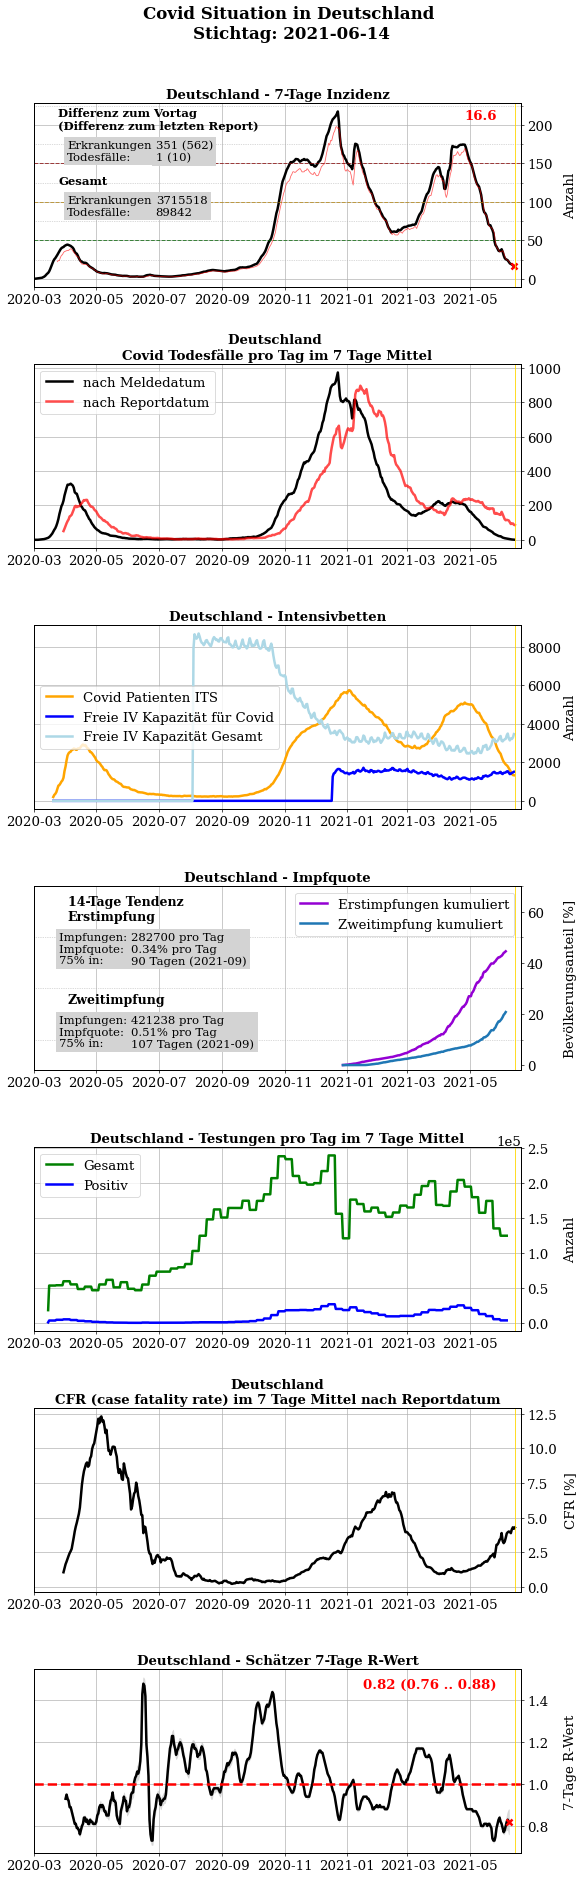 Covid Situation in Deutschland
Stichtag: 2021-06-14
Deutschland - 7-Tage Inzidenz
Differenz zum Vortag
(Differenz zum letzten Report)
Erkrankungen 351 (562)
Todesfälle: 1 (10)
Gesamt
Erkrankungen 3715518
Todesfälle: 89842
16.6
200
150
100
50
0
Anzahl
2020-03 2020-05 2020-07 2020-09 2020-11 2021-01 2021-03 2021-05
Deutschland
Covid Todesfälle pro Tag im 7 Tage Mittel
nach Meldedatum
nach Reportdatum
1000
800
600
400
200
0
2020-03 2020-05 2020-07 2020-09 2020-11 2021-01 2021-03 2021-05
Deutschland - Intensivbetten
Covid Patienten ITS
Freie IV Kapazität für Covid
Freie IV Kapazität Gesamt
8000
6000
4000
2000
0
Anzahl
2020-03 2020-05 2020-07 2020-09 2020-11 2021-01 2021-03 2021-05
Deutschland - Impfquote
14-Tage Tendenz
Erstimpfung
Impfungen: 282700 pro Tag
Impfquote: 0.34% pro Tag
75% in: 90 Tagen (2021-09)
Zweitimpfung
Impfungen: 421238 pro Tag
Impfquote: 0.51% pro Tag
75% in: 107 Tagen (2021-09)
Erstimpfungen kumuliert
Zweitimpfung kumuliert
60
40
20
0
Bevölkerungsanteil [%]
2020-03 2020-05 2020-07 2020-09 2020-11 2021-01 2021-03 2021-05
Deutschland - Testungen pro Tag im 7 Tage Mittel
1e5
Gesamt
Positiv
2.5
2.0
1.5
1.0
0.5
0.0
Anzahl
2020-03 2020-05 2020-07 2020-09 2020-11 2021-01 2021-03 2021-05
Deutschland
CFR (case fatality rate) im 7 Tage Mittel nach Reportdatum
12.5
10.0
7.5
5.0
2.5
0.0
CFR [%]
2020-03 2020-05 2020-07 2020-09 2020-11 2021-01 2021-03 2021-05
Deutschland - Schätzer 7-Tage R-Wert
0.82 (0.76 .. 0.88)
1.4
1.2
1.0
0.8
7-Tage R-Wert
2020-03 2020-05 2020-07 2020-09 2020-11 2021-01 2021-03 2021-05